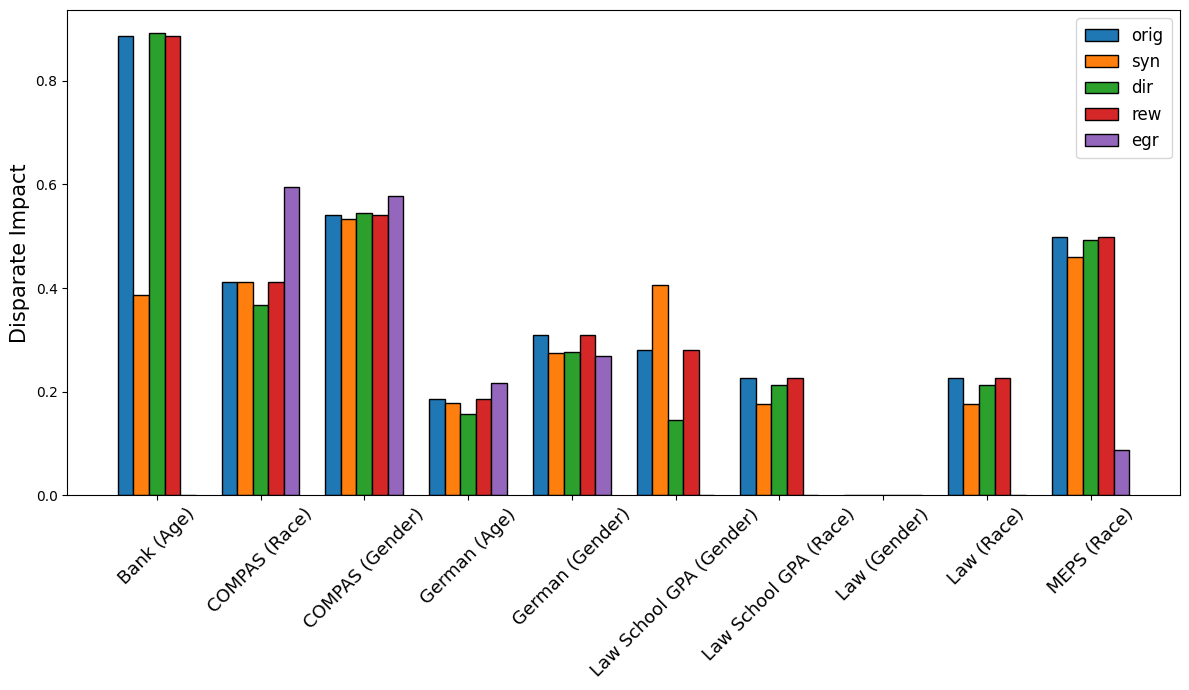 Disparate Impact
0.8
0.6
0.4
0.2
0.0
orig
syn
dir
rew
egr
Bank (Age)
COMPAS (Race)
COMPAS (Gender)
German (Age)
German (Gender)
Law School GPA (Gender)
Law School GPA (Race)
Law (Gender)
Law (Race)
MEPS (Race)